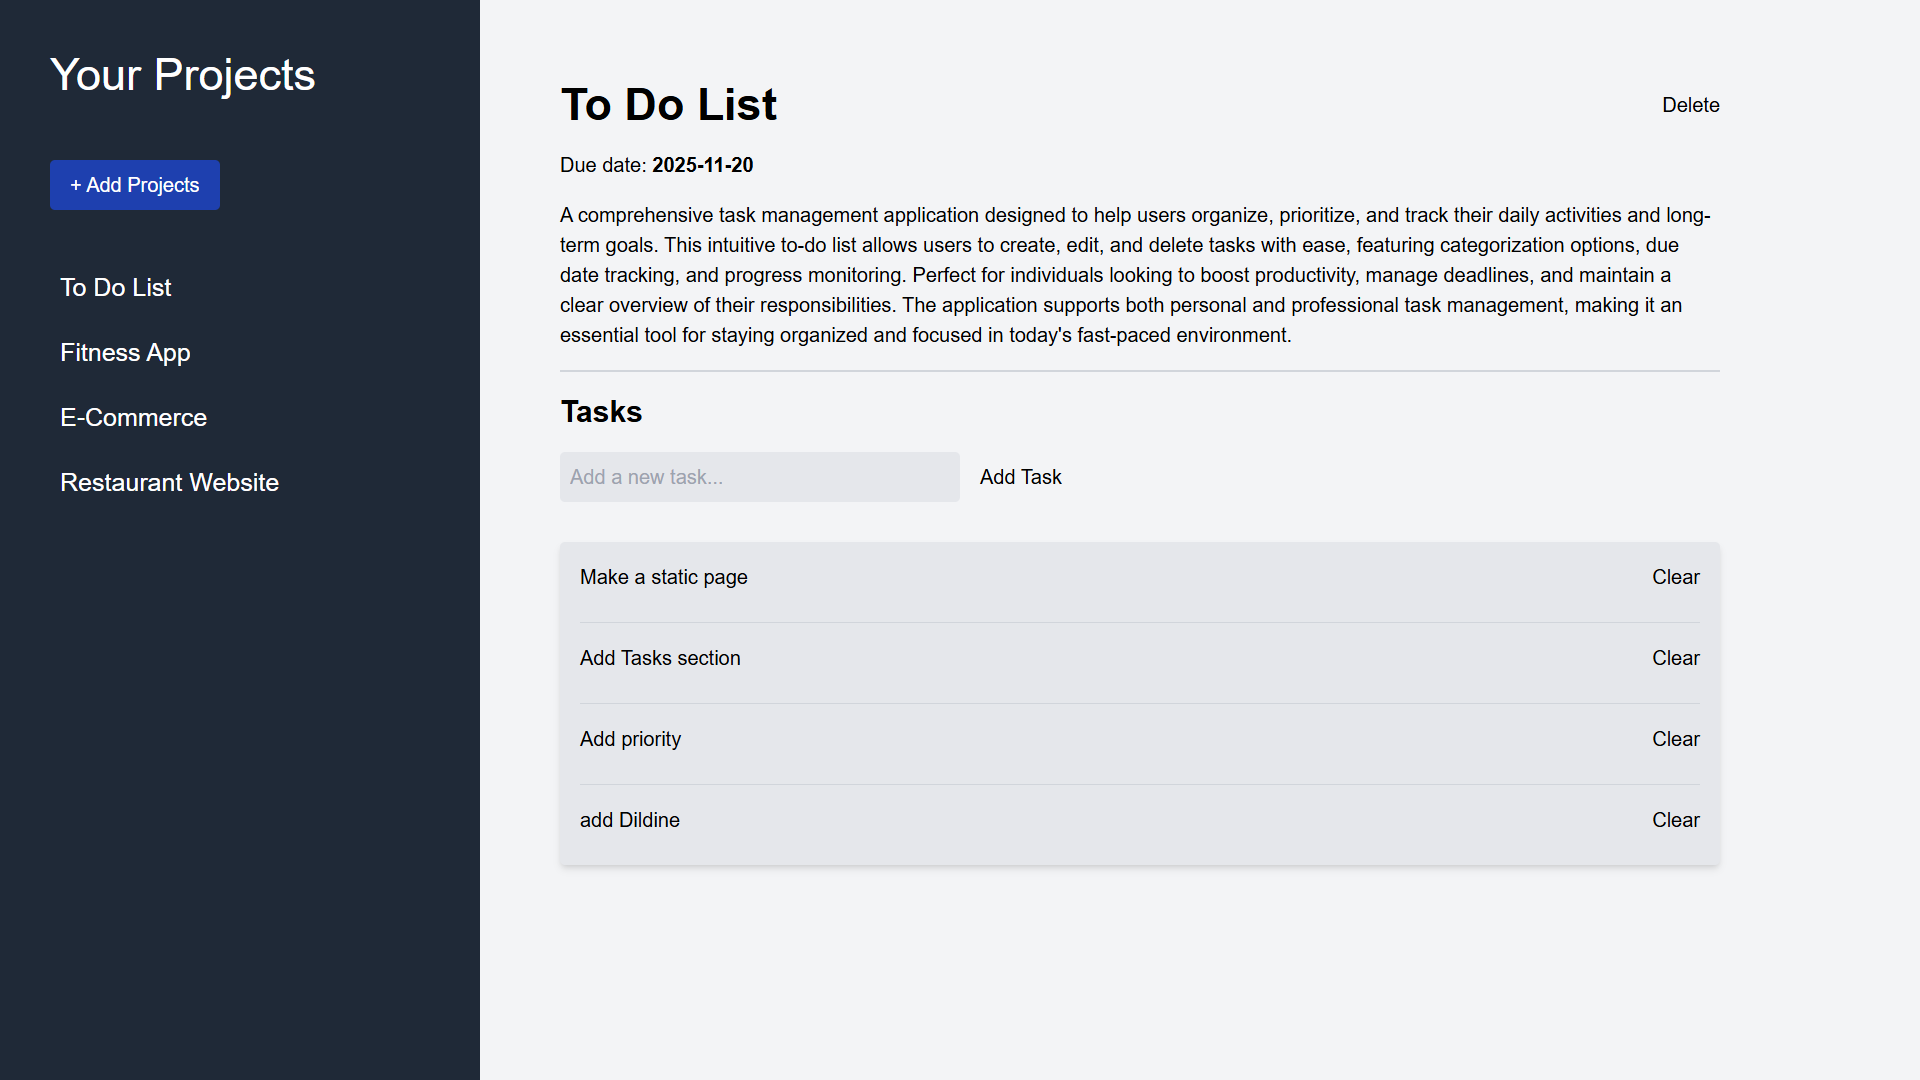 Your Projects
+ Add Projects
To Do List
Fitness App
E-Commerce
Restaurant Website
To Do List
Delete
Due date: 2025-11-20
A comprehensive task management application designed to help users organize, prioritize, and track their daily activities and long-
term goals. This intuitive to-do list allows users to create, edit, and delete tasks with ease, featuring categorization options, due
date tracking, and progress monitoring. Perfect for individuals looking to boost productivity, manage deadlines, and maintain a
clear overview of their responsibilities. The application supports both personal and professional task management, making it an
essential tool for staying organized and focused in today's fast-paced environment.
Tasks
Add a new task...
Add Task
Make a static page
Clear
Add Tasks section
Clear
Add priority
Clear
add Dildine
Clear